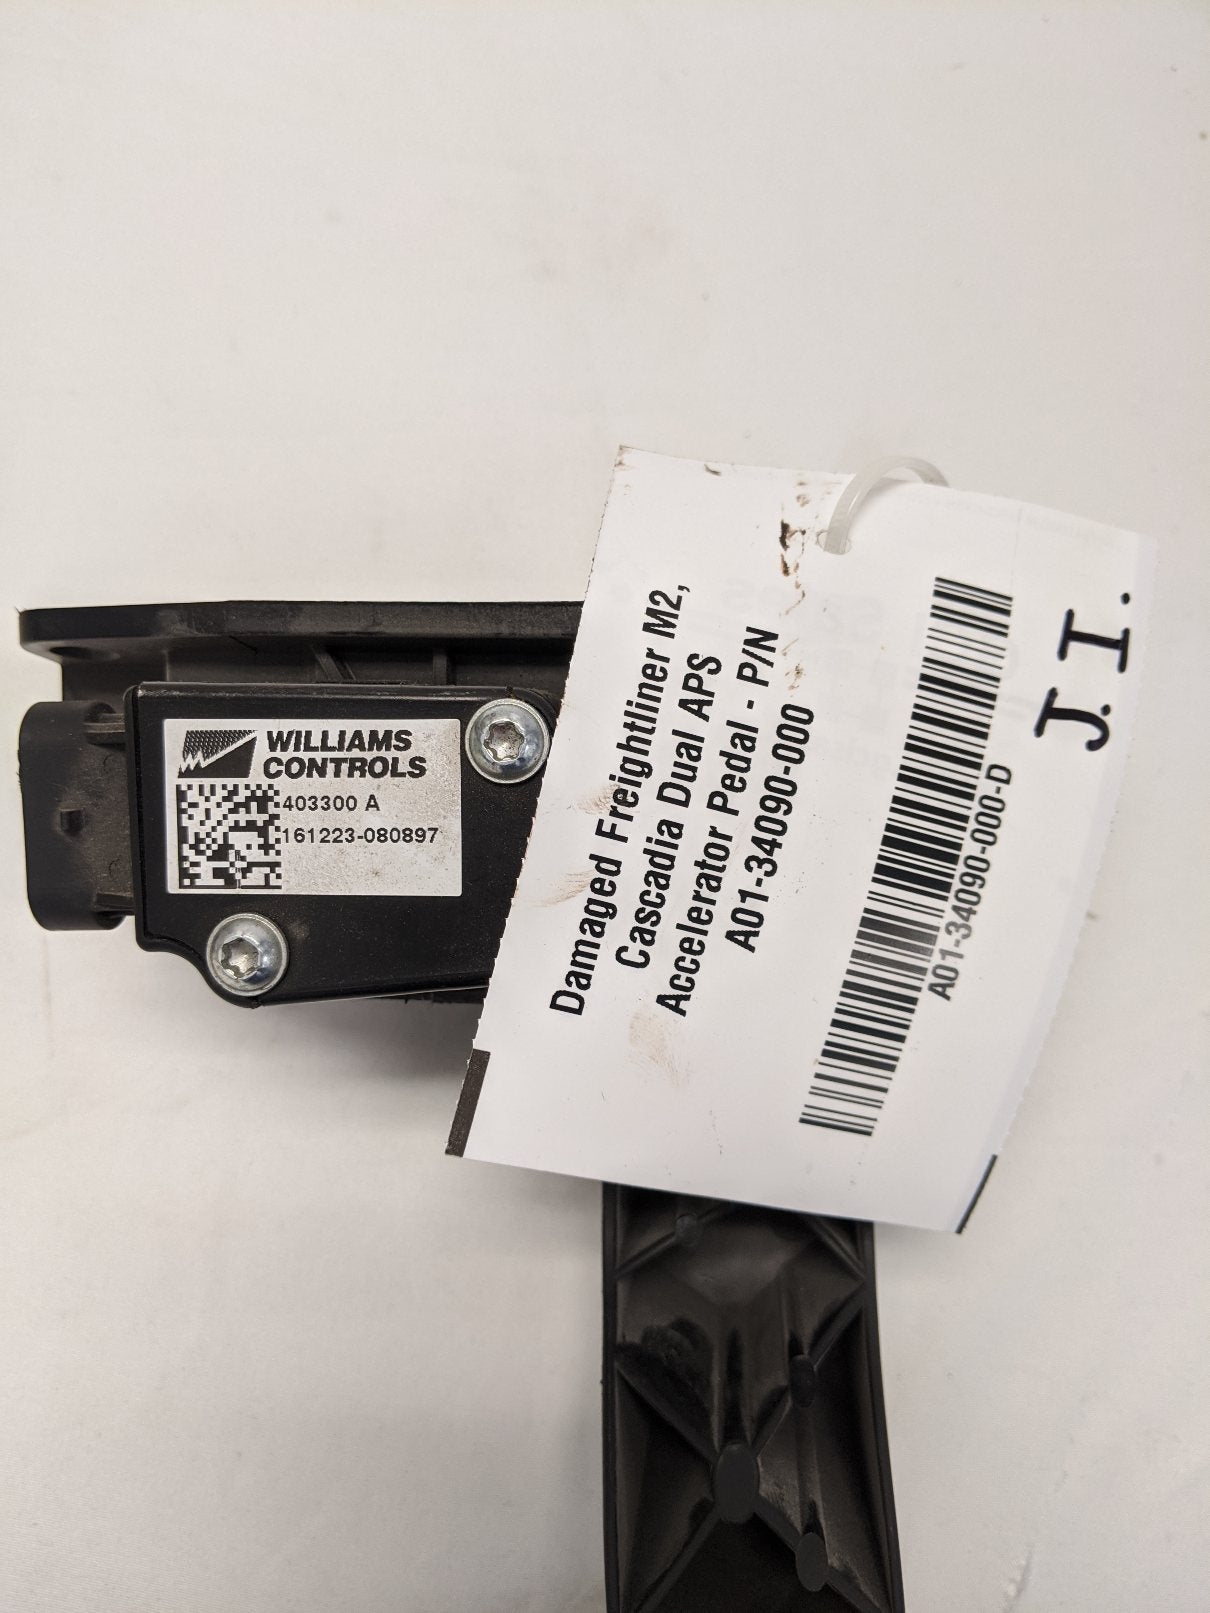 WILLIAMS
CONTROLS
403300 A
161223-080897
Damaged Freightliner M2,
Cascadia Dual APS
Accelerator Pedal - P/N
A01-34090-000
A01-34090-000-D
J.I.